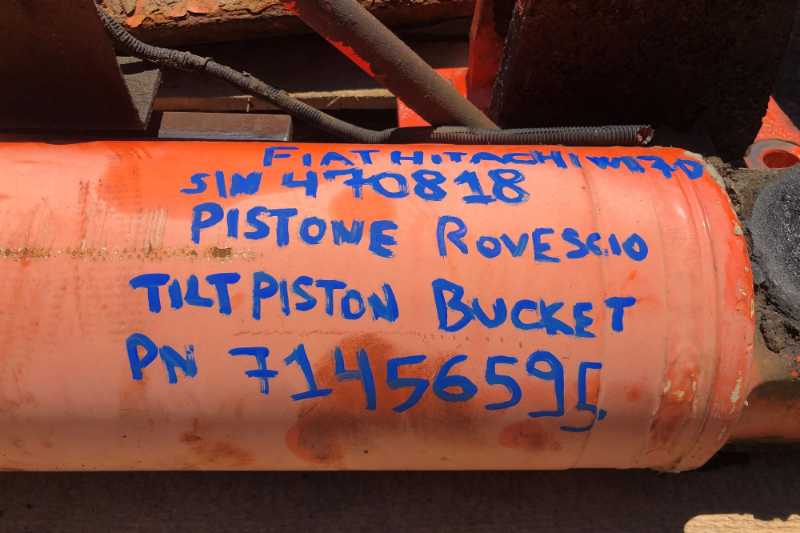 FIAT HITACHI W170
S/N 470818
PISTONE ROVESCIO
TILT PISTON BUCKET
PN 71456595